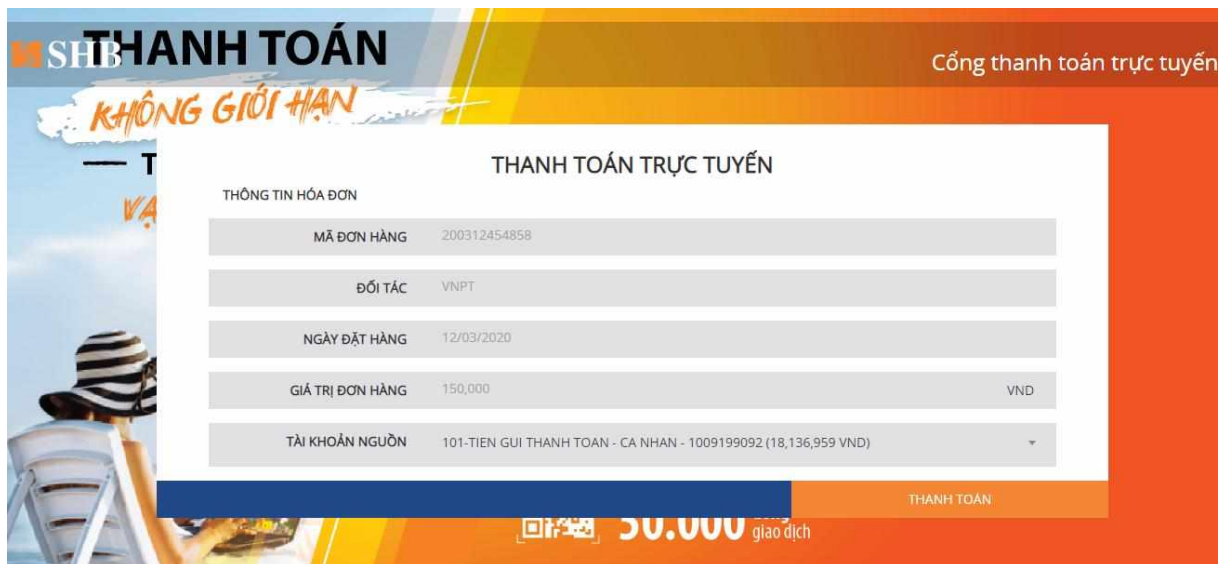 SHB
THANH TOÁN
Cổng thanh toán trực tuyến
KHÔNG GIỚI HẠN
THANH TOÁN TRỰC TUYẾN
THÔNG TIN HÓA ĐƠN
MÃ ĐƠN HÀNG 200312454858
ĐỐI TÁC VNPT
NGÀY ĐẶT HÀNG 12/03/2020
GIÁ TRỊ ĐƠN HÀNG 150,000 VND
TÀI KHOẢN NGUỒN 101-TIEN GUI THANH TOAN - CA NHAN - 1009199092 (18,136,959 VND)
THANH TOÁN
50.000 giao dịch